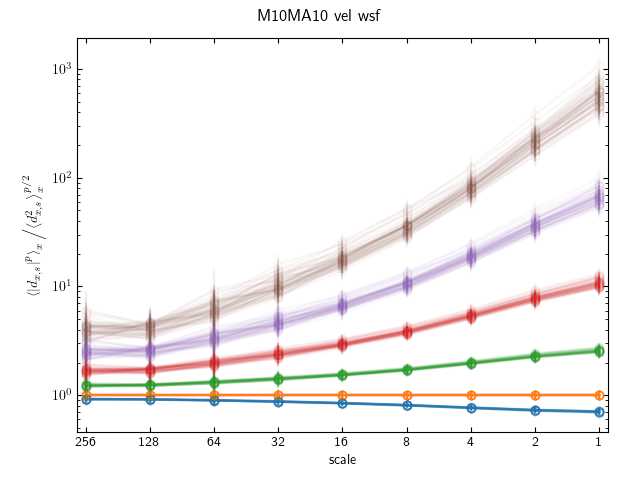 M10MA10 vel wsf
⟨|d_{x,s}|^p⟩_x / ⟨d²_{x,s}⟩_x^{p/2}
10³
10²
10¹
10⁰
256 128 64 32 16 8 4 2 1
scale